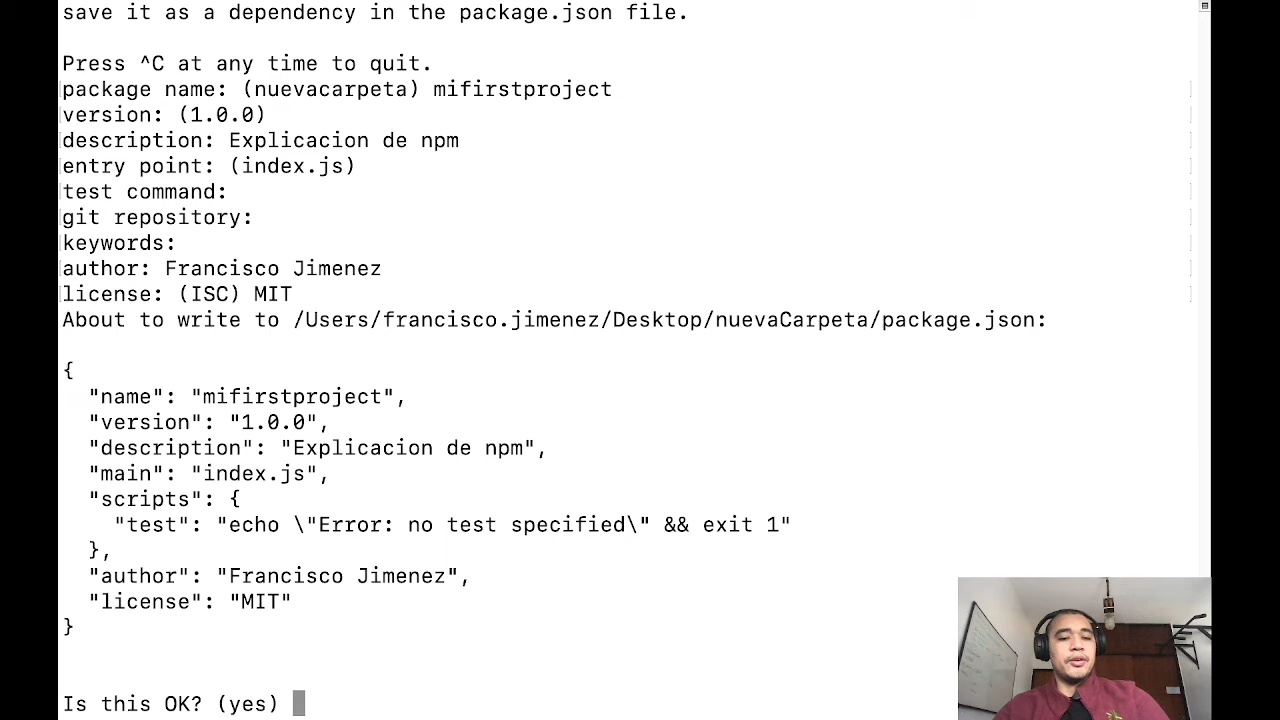 save it as a dependency in the package.json file.
Press ^C at any time to quit.
package name: (nuevacarpeta) mifirstproject
version: (1.0.0)
description: Explicacion de npm
entry point: (index.js)
test command:
git repository:
keywords:
author: Francisco Jimenez
license: (ISC) MIT
About to write to /Users/francisco.jimenez/Desktop/nuevaCarpeta/package.json:
{
"name": "mifirstproject",
"version": "1.0.0",
"description": "Explicacion de npm",
"main": "index.js",
"scripts": {
"test": "echo \"Error: no test specified\" && exit 1"
},
"author": "Francisco Jimenez",
"license": "MIT"
}
Is this OK? (yes)